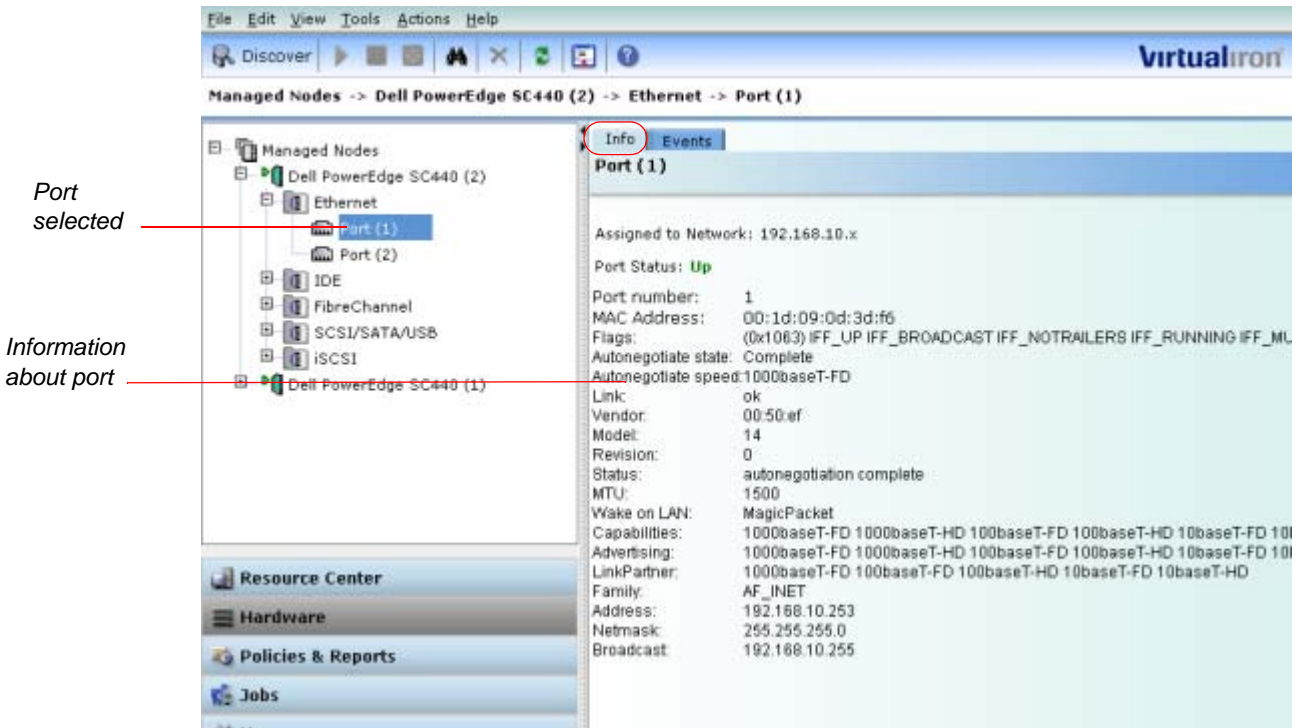 File Edit View Tools Actions Help
Discover
Virtualiron
Managed Nodes -> Dell PowerEdge SC440 (2) -> Ethernet -> Port (1)
Port
selected
Information
about port
Managed Nodes
Dell PowerEdge SC440 (2)
Ethernet
Port (1)
Port (2)
IDE
FibreChannel
SCSI/SATA/USB
iSCSI
Dell PowerEdge SC440 (1)
Resource Center
Hardware
Policies & Reports
Jobs
Info Events
Port (1)
Assigned to Network: 192.168.10.x
Port Status: Up
Port number: 1
MAC Address: 00:1d:09:0d:3d:f6
Flags: (0x1063) IFF_UP IFF_BROADCAST IFF_NOTRAILERS IFF_RUNNING IFF_MU
Autonegotiate state: Complete
Autonegotiate speed: 1000baseT-FD
Link: ok
Vendor: 00:50:ef
Model: 14
Revision: 0
Status: autonegotiation complete
MTU: 1500
Wake on LAN: MagicPacket
Capabilities: 1000baseT-FD 1000baseT-HD 100baseT-FD 100baseT-HD 10baseT-FD 10
Advertising: 1000baseT-FD 1000baseT-HD 100baseT-FD 100baseT-HD 10baseT-FD 10
LinkPartner: 1000baseT-FD 100baseT-FD 100baseT-HD 10baseT-FD 10baseT-HD
Family: AF_INET
Address: 192.168.10.253
Netmask: 255.255.255.0
Broadcast: 192.168.10.255